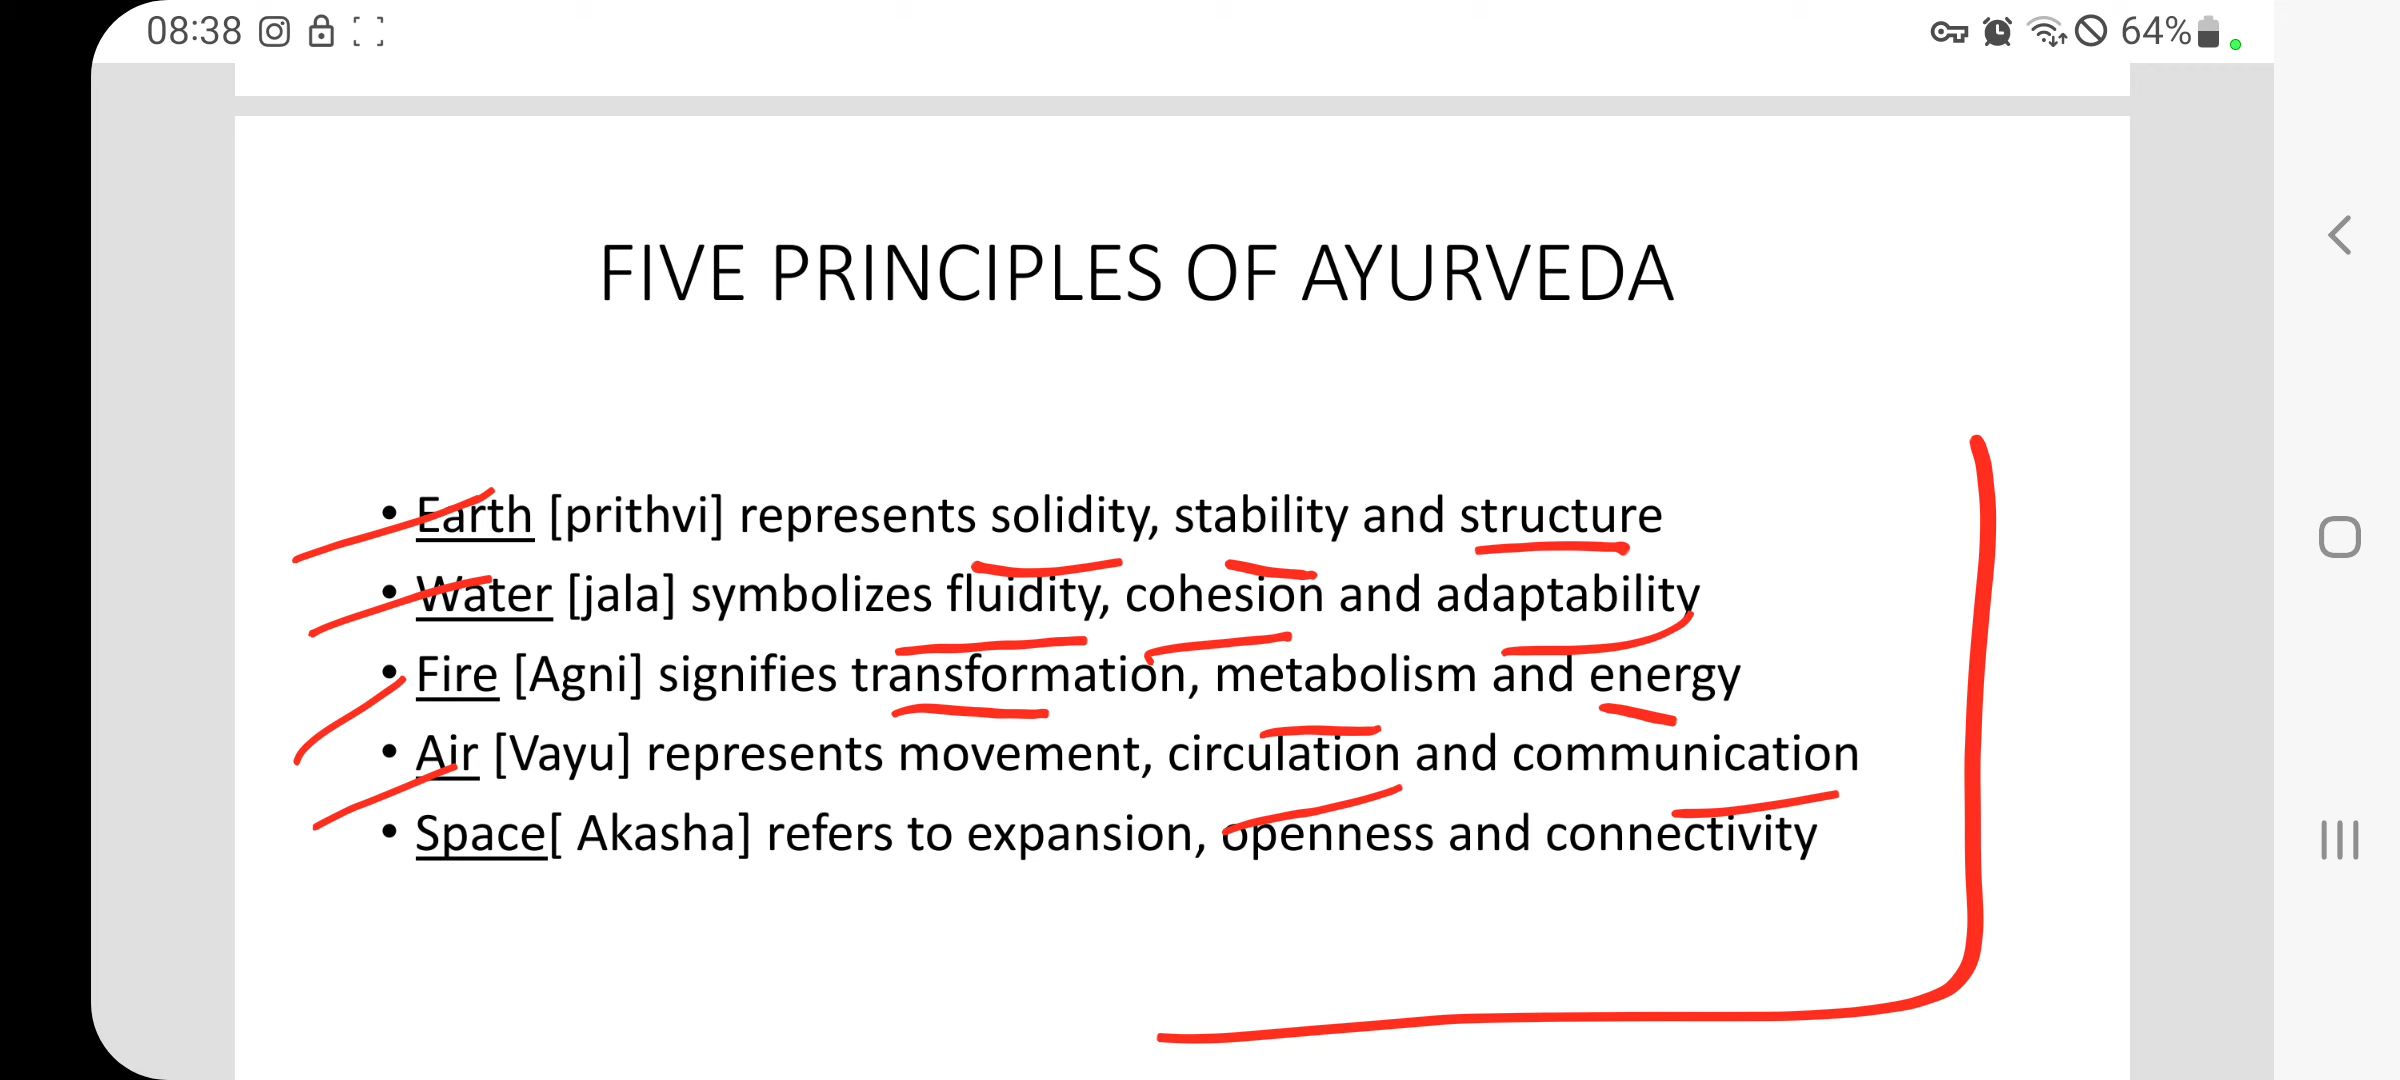 08:38
64%
FIVE PRINCIPLES OF AYURVEDA
• Earth [prithvi] represents solidity, stability and structure
• Water [jala] symbolizes fluidity, cohesion and adaptability
• Fire [Agni] signifies transformation, metabolism and energy
• Air [Vayu] represents movement, circulation and communication
• Space[ Akasha] refers to expansion, openness and connectivity